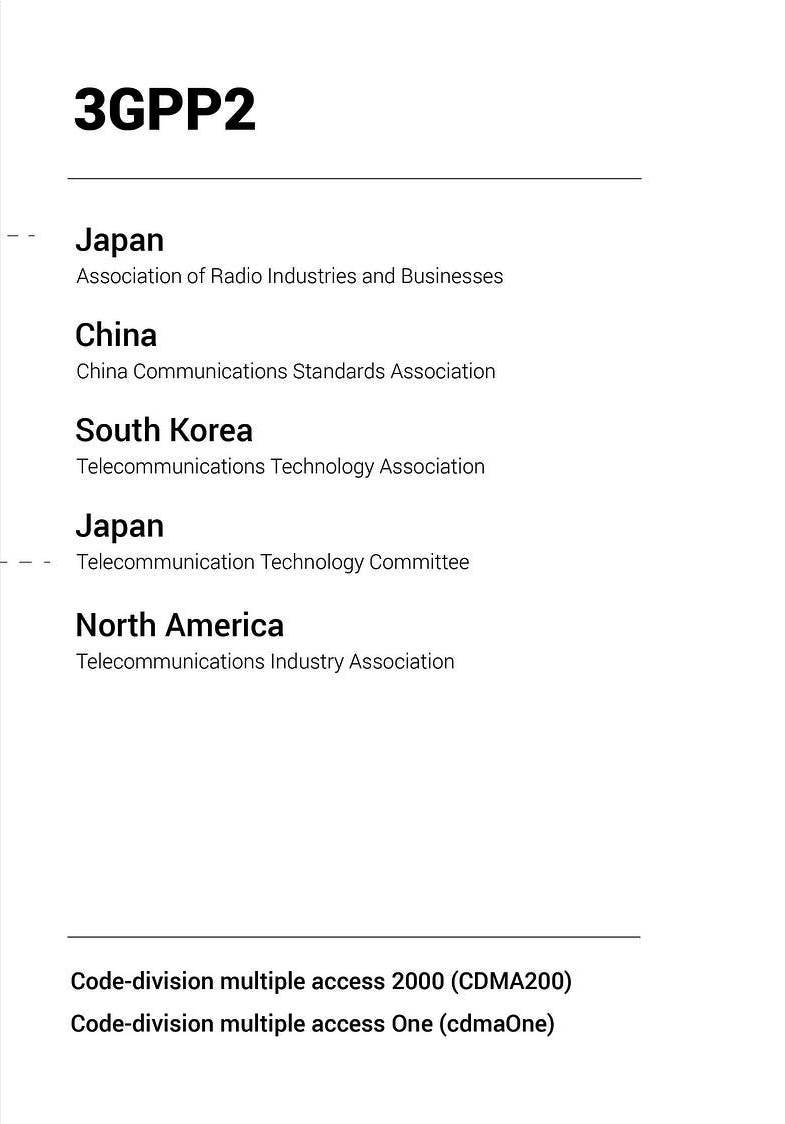 3GPP2
Japan
Association of Radio Industries and Businesses
China
China Communications Standards Association
South Korea
Telecommunications Technology Association
Japan
Telecommunication Technology Committee
North America
Telecommunications Industry Association
Code-division multiple access 2000 (CDMA200)
Code-division multiple access One (cdmaOne)